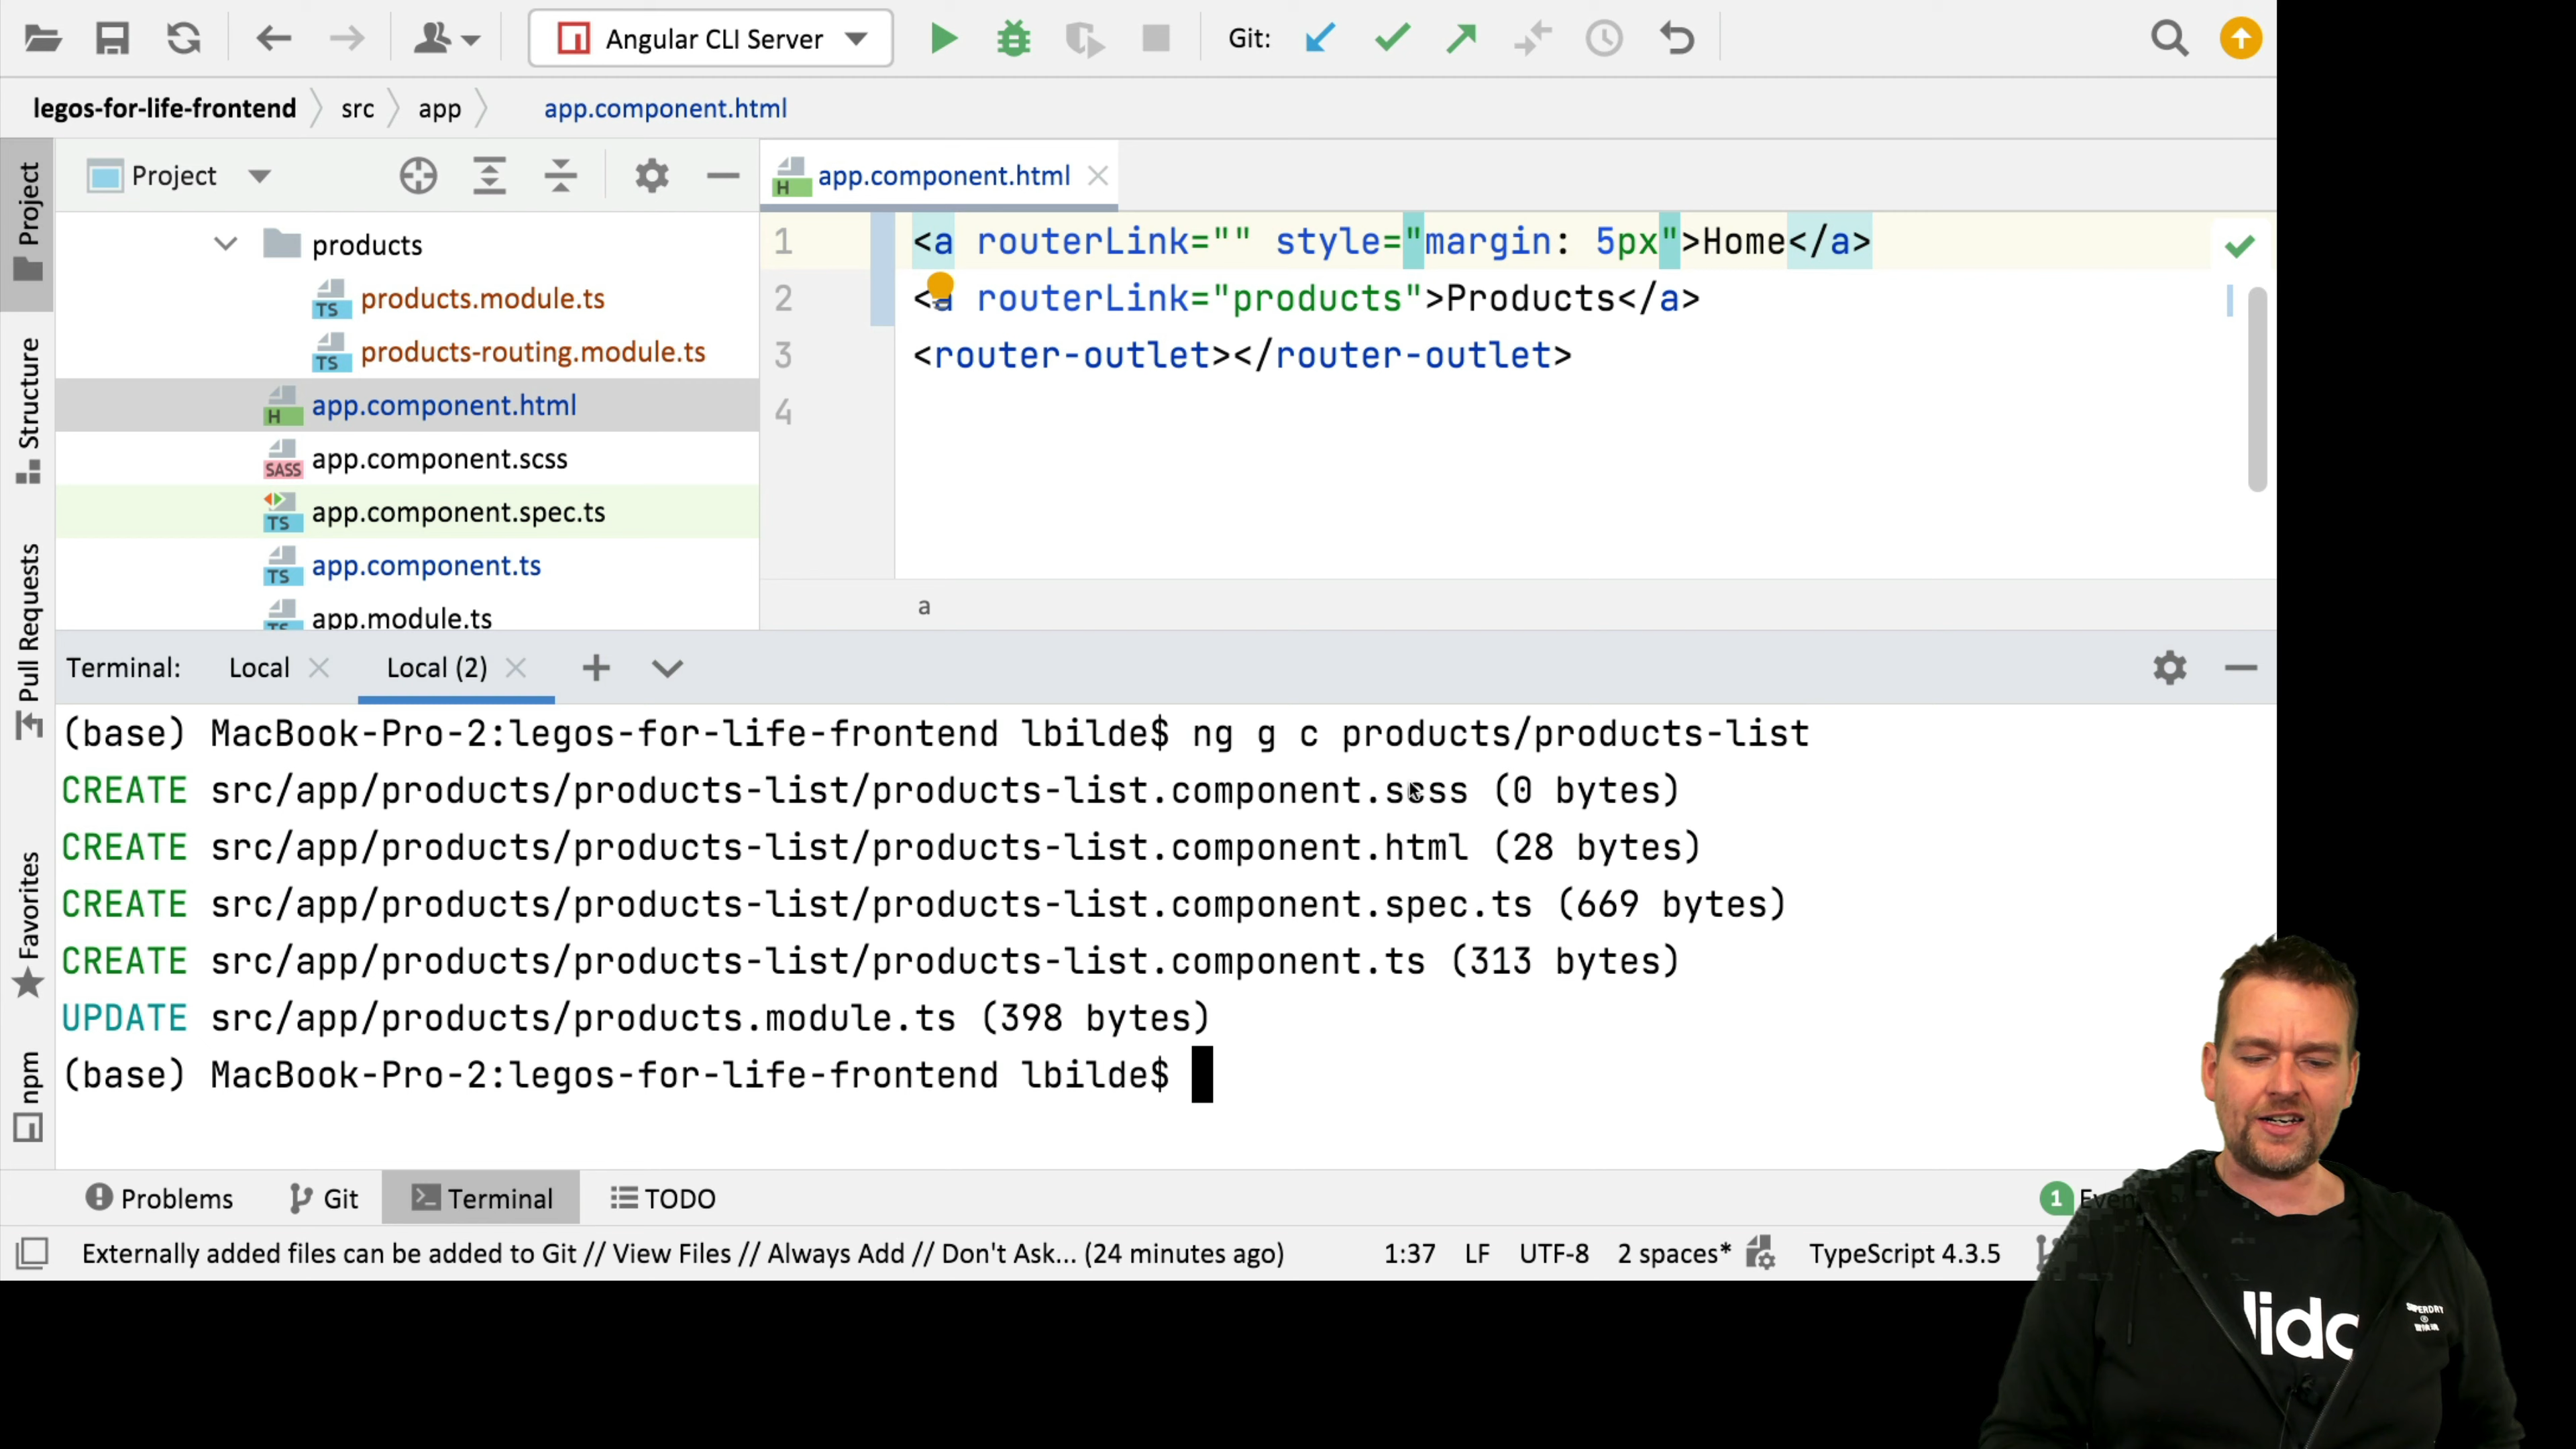 Angular CLI Server
Git:
legos-for-life-frontend src app app.component.html
Project
app.component.html
Project
Structure
Pull Requests
Favorites
npm
products
TS products.module.ts
TS products-routing.module.ts
H app.component.html
SASS app.component.scss
TS app.component.spec.ts
TS app.component.ts
app.module.ts
1 <a routerLink="" style="margin: 5px">Home</a>
2 <a routerLink="products">Products</a>
3 <router-outlet></router-outlet>
4
a
Terminal: Local Local (2)
(base) MacBook-Pro-2:legos-for-life-frontend lbilde$ ng g c products/products-list
CREATE src/app/products/products-list/products-list.component.scss (0 bytes)
CREATE src/app/products/products-list/products-list.component.html (28 bytes)
CREATE src/app/products/products-list/products-list.component.spec.ts (669 bytes)
CREATE src/app/products/products-list/products-list.component.ts (313 bytes)
UPDATE src/app/products/products.module.ts (398 bytes)
(base) MacBook-Pro-2:legos-for-life-frontend lbilde$
Problems Git Terminal TODO 1
Externally added files can be added to Git // View Files // Always Add // Don't Ask... (24 minutes ago) 1:37 LF UTF-8 2 spaces* TypeScript 4.3.5
SUPERDRY